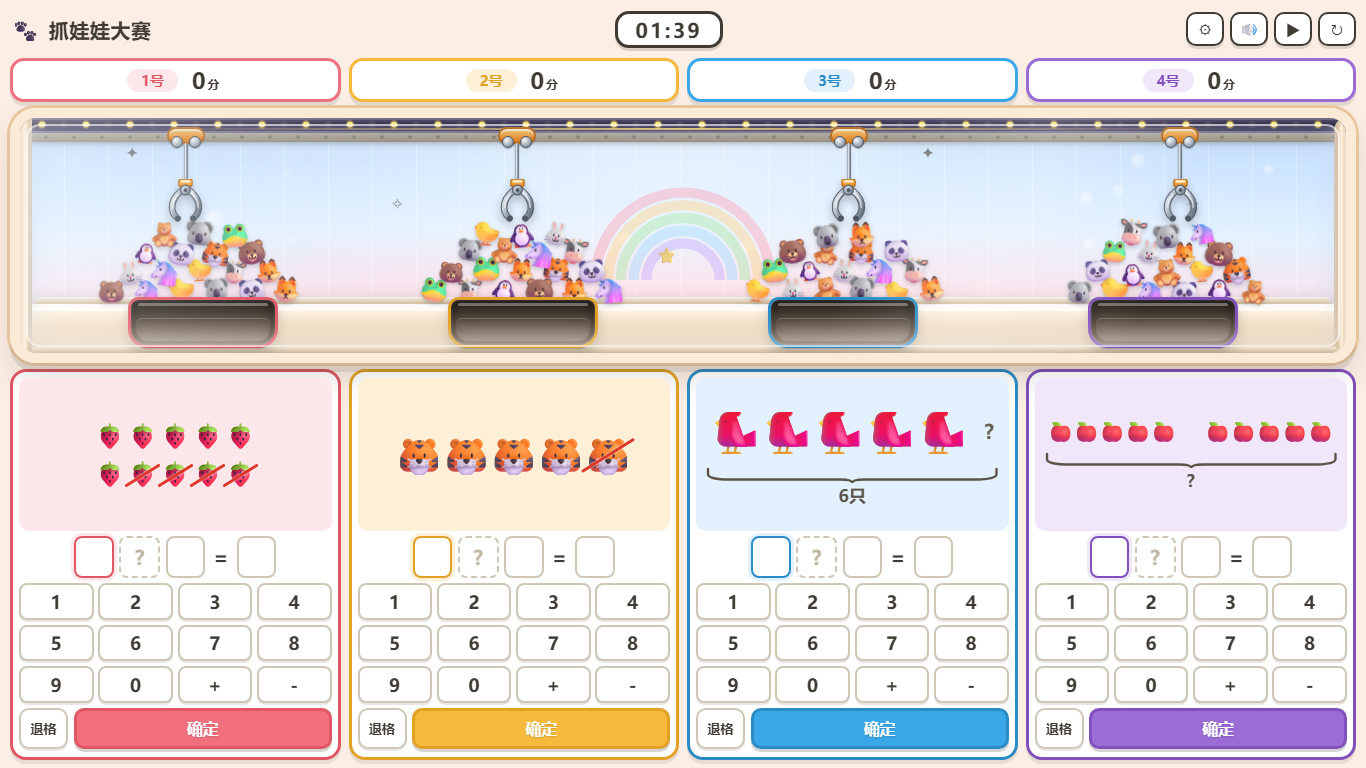 抓娃娃大赛
01:39
1号 0分
2号 0分
3号 0分
4号 0分
?
6只
?
? =
? =
? =
? =
1 2 3 4
5 6 7 8
9 0 + -
退格 确定
1 2 3 4
5 6 7 8
9 0 + -
退格 确定
1 2 3 4
5 6 7 8
9 0 + -
退格 确定
1 2 3 4
5 6 7 8
9 0 + -
退格 确定